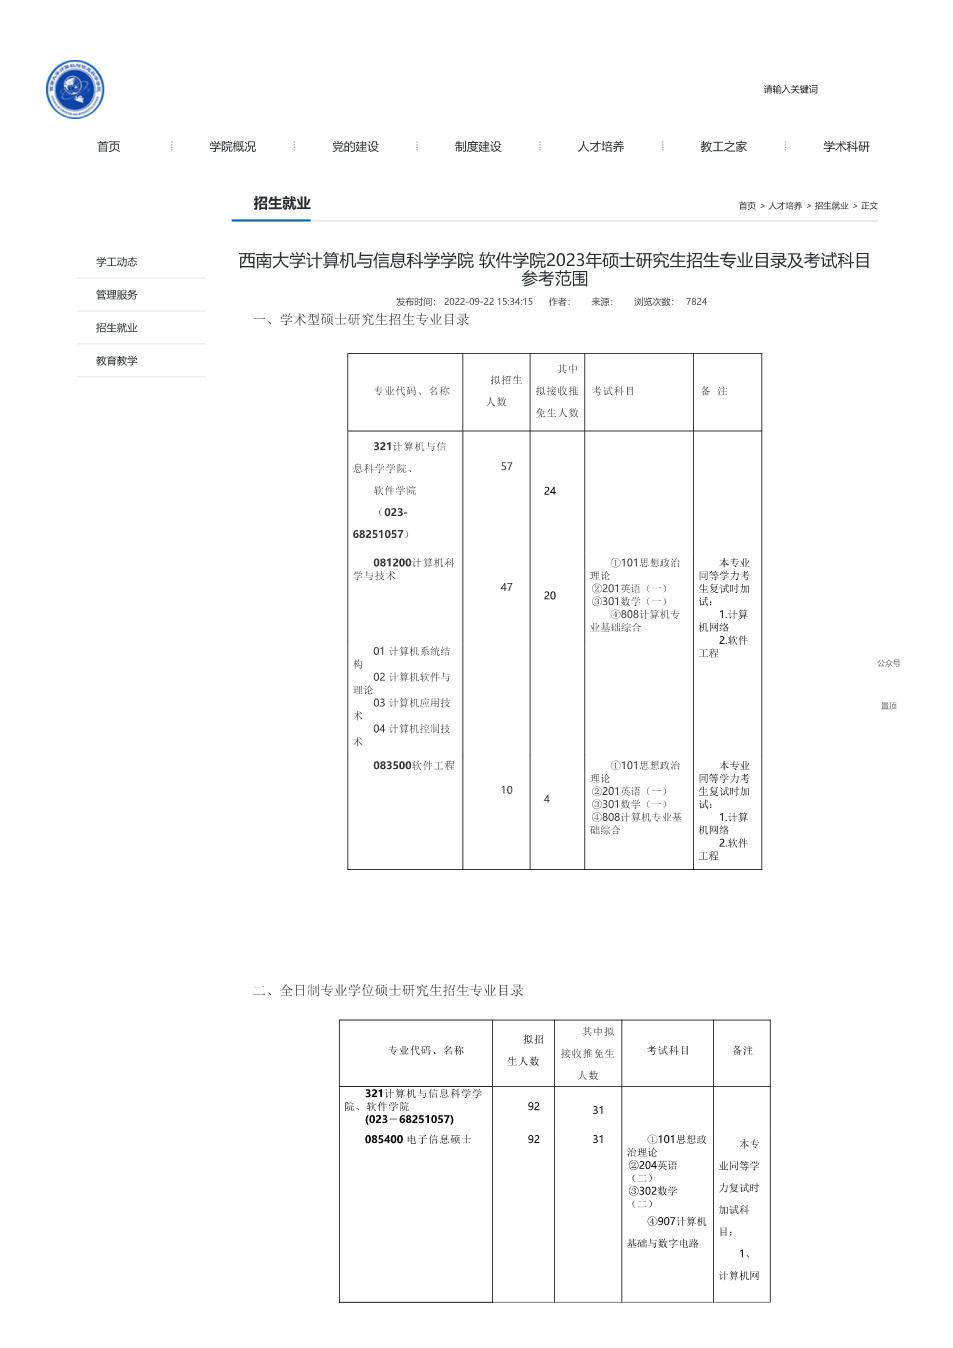 请输入关键词
首页 学院概况 党的建设 制度建设 人才培养 教工之家 学术科研
招生就业
首页 > 人才培养 > 招生就业 > 正文
学工动态
管理服务
招生就业
教育教学
西南大学计算机与信息科学学院 软件学院2023年硕士研究生招生专业目录及考试科目
参考范围
发布时间： 2022-09-22 15:34:15 作者： 来源： 浏览次数： 7824
一、学术型硕士研究生招生专业目录
专业代码、名称
拟招生
人数
其中
拟接收推
免生人数
考试科目
备 注
321计算机与信
息科学学院、
软件学院
（023-
68251057）
57
24
081200计算机科
学与技术
47
20
①101思想政治
理论
②201英语（一）
③301数学（一）
④808计算机专
业基础综合
本专业
同等学力考
生复试时加
试：
1.计算
机网络
2.软件
工程
01 计算机系统结
构
02 计算机软件与
理论
03 计算机应用技
术
04 计算机控制技
术
083500软件工程
10
4
①101思想政治
理论
②201英语（一）
③301数学（一）
④808计算机专业基
础综合
本专业
同等学力考
生复试时加
试：
1.计算
机网络
2.软件
工程
公众号
置顶
二、全日制专业学位硕士研究生招生专业目录
专业代码、名称
拟招
生人数
其中拟
接收推免生
人数
考试科目
备注
321计算机与信息科学学
院、软件学院
(023－68251057)
92
31
085400 电子信息硕士
92
31
①101思想政
治理论
②204英语
（二）
③302数学
（二）
④907计算机
基础与数字电路
本专
业同等学
力复试时
加试科
目：
1、
计算机网